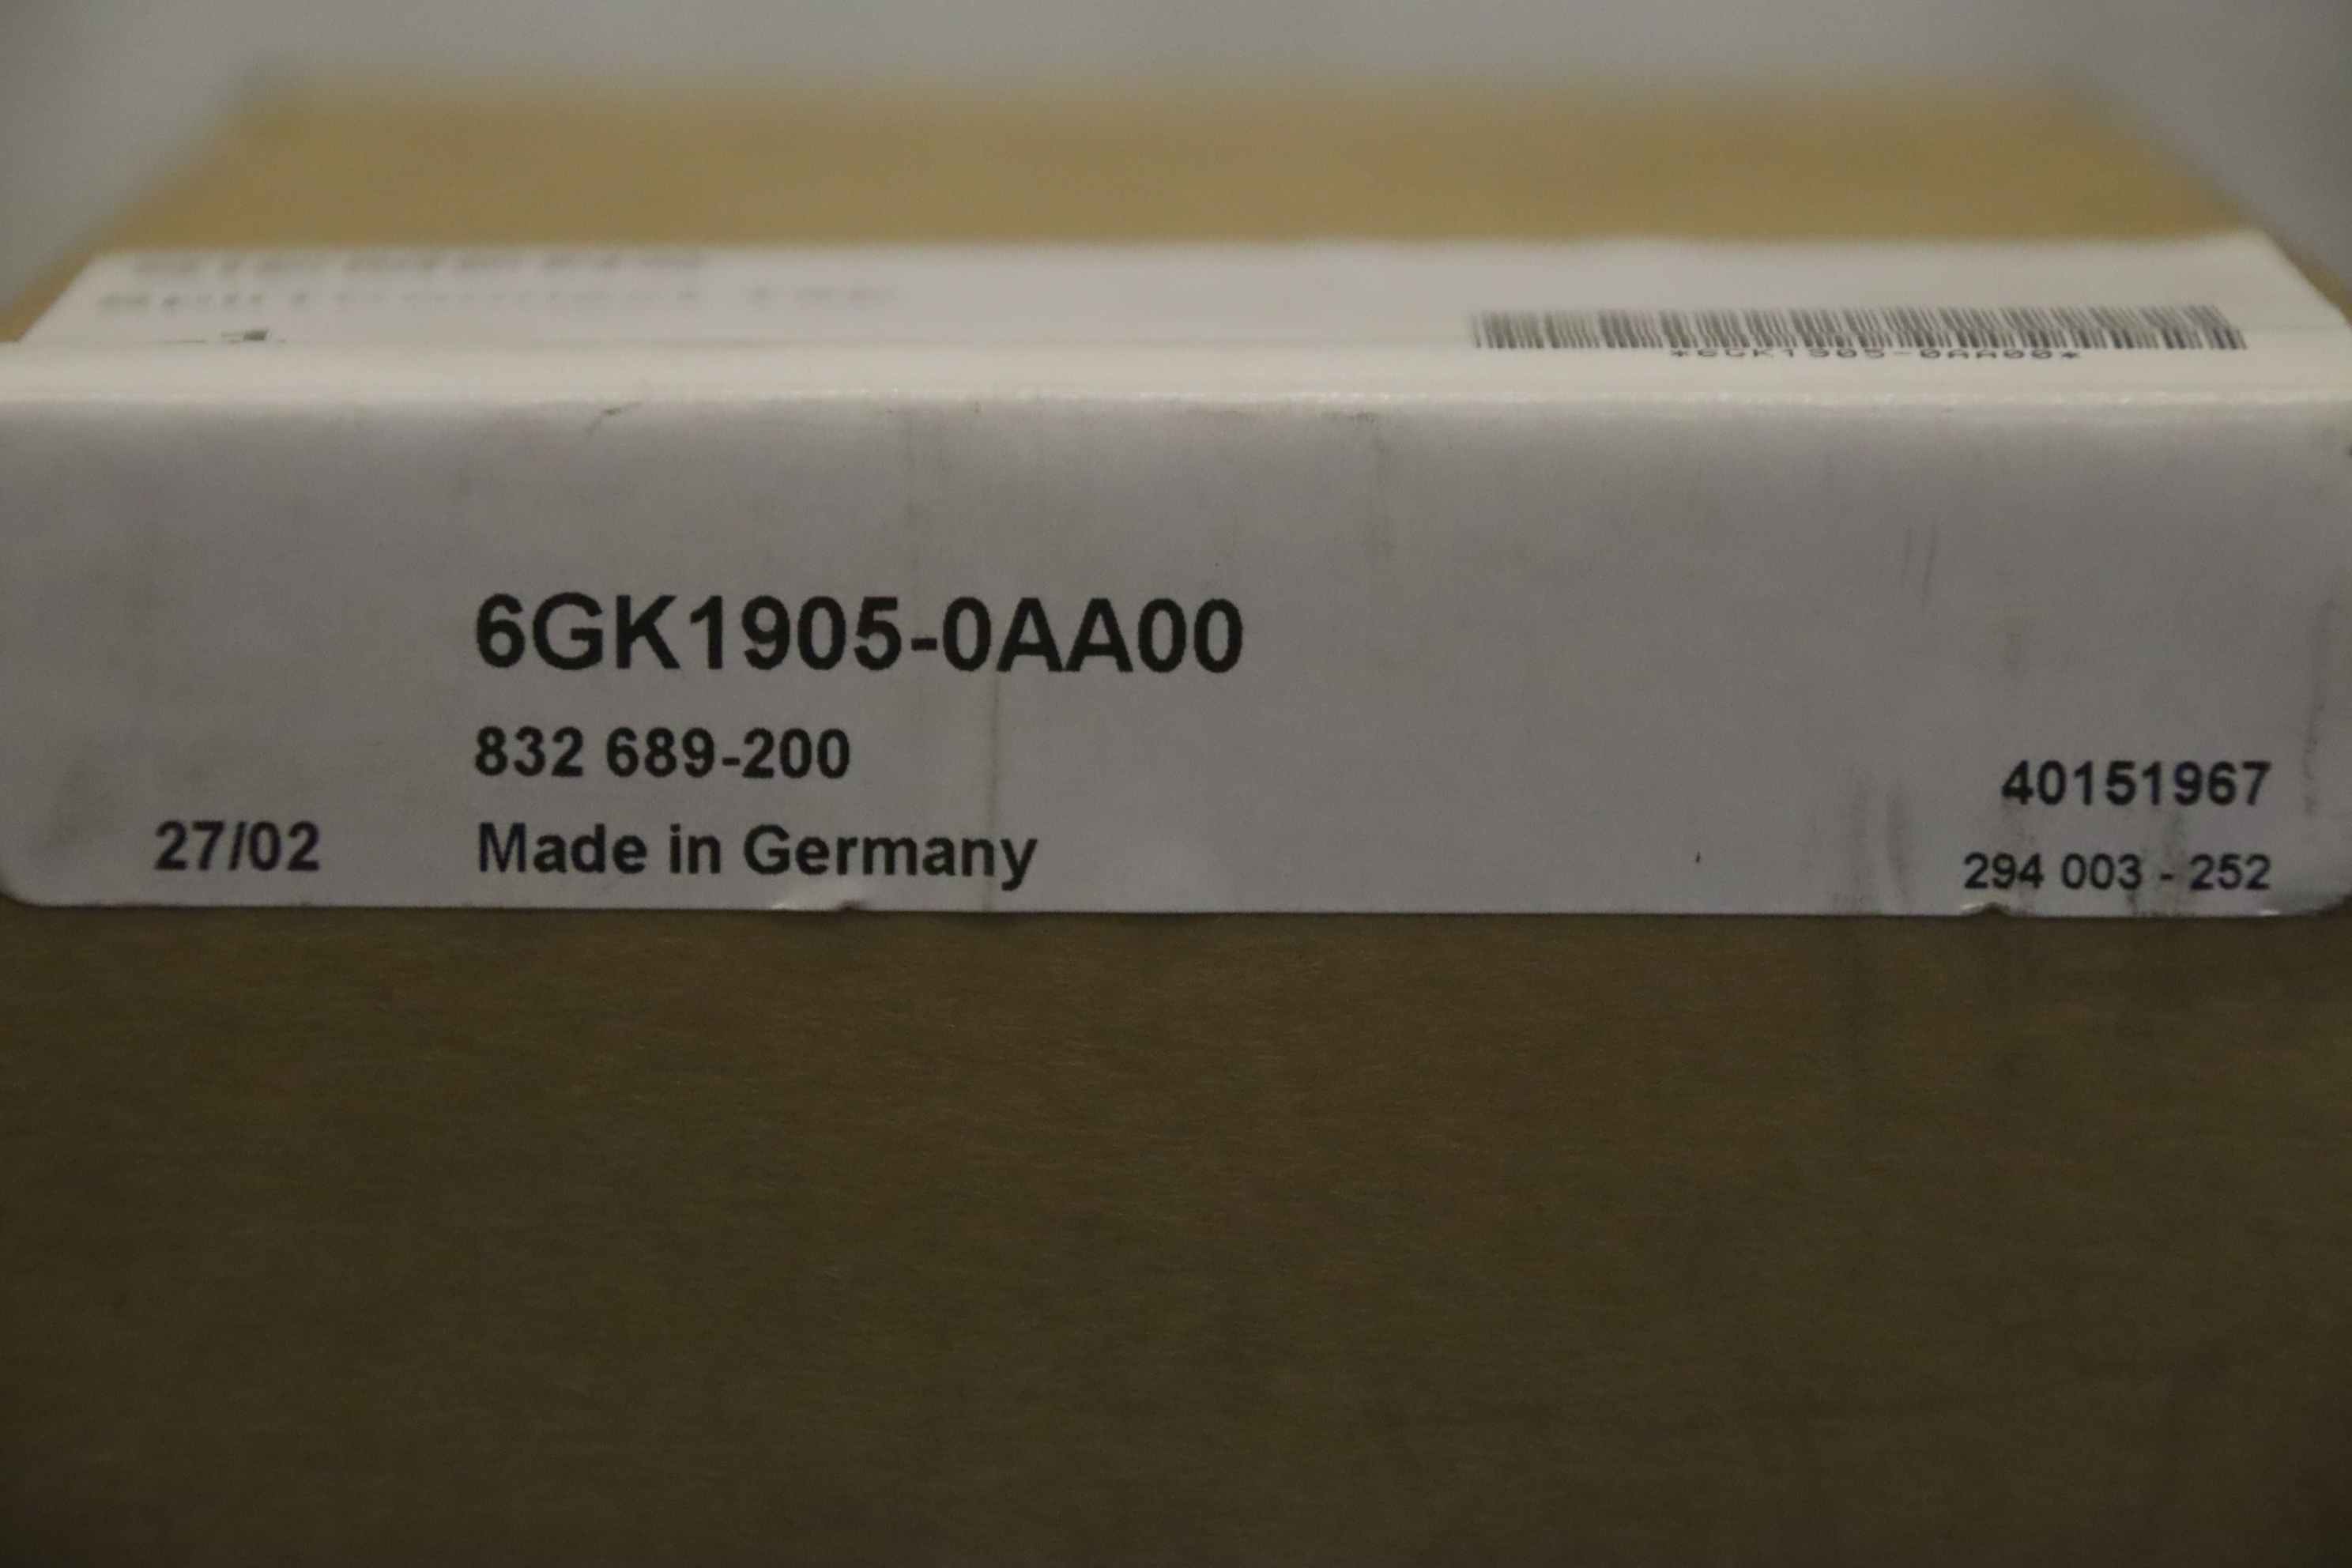 *6GK1905-0AA00*
6GK1905-0AA00
832 689-200
40151967
27/02 Made in Germany
294 003 - 252